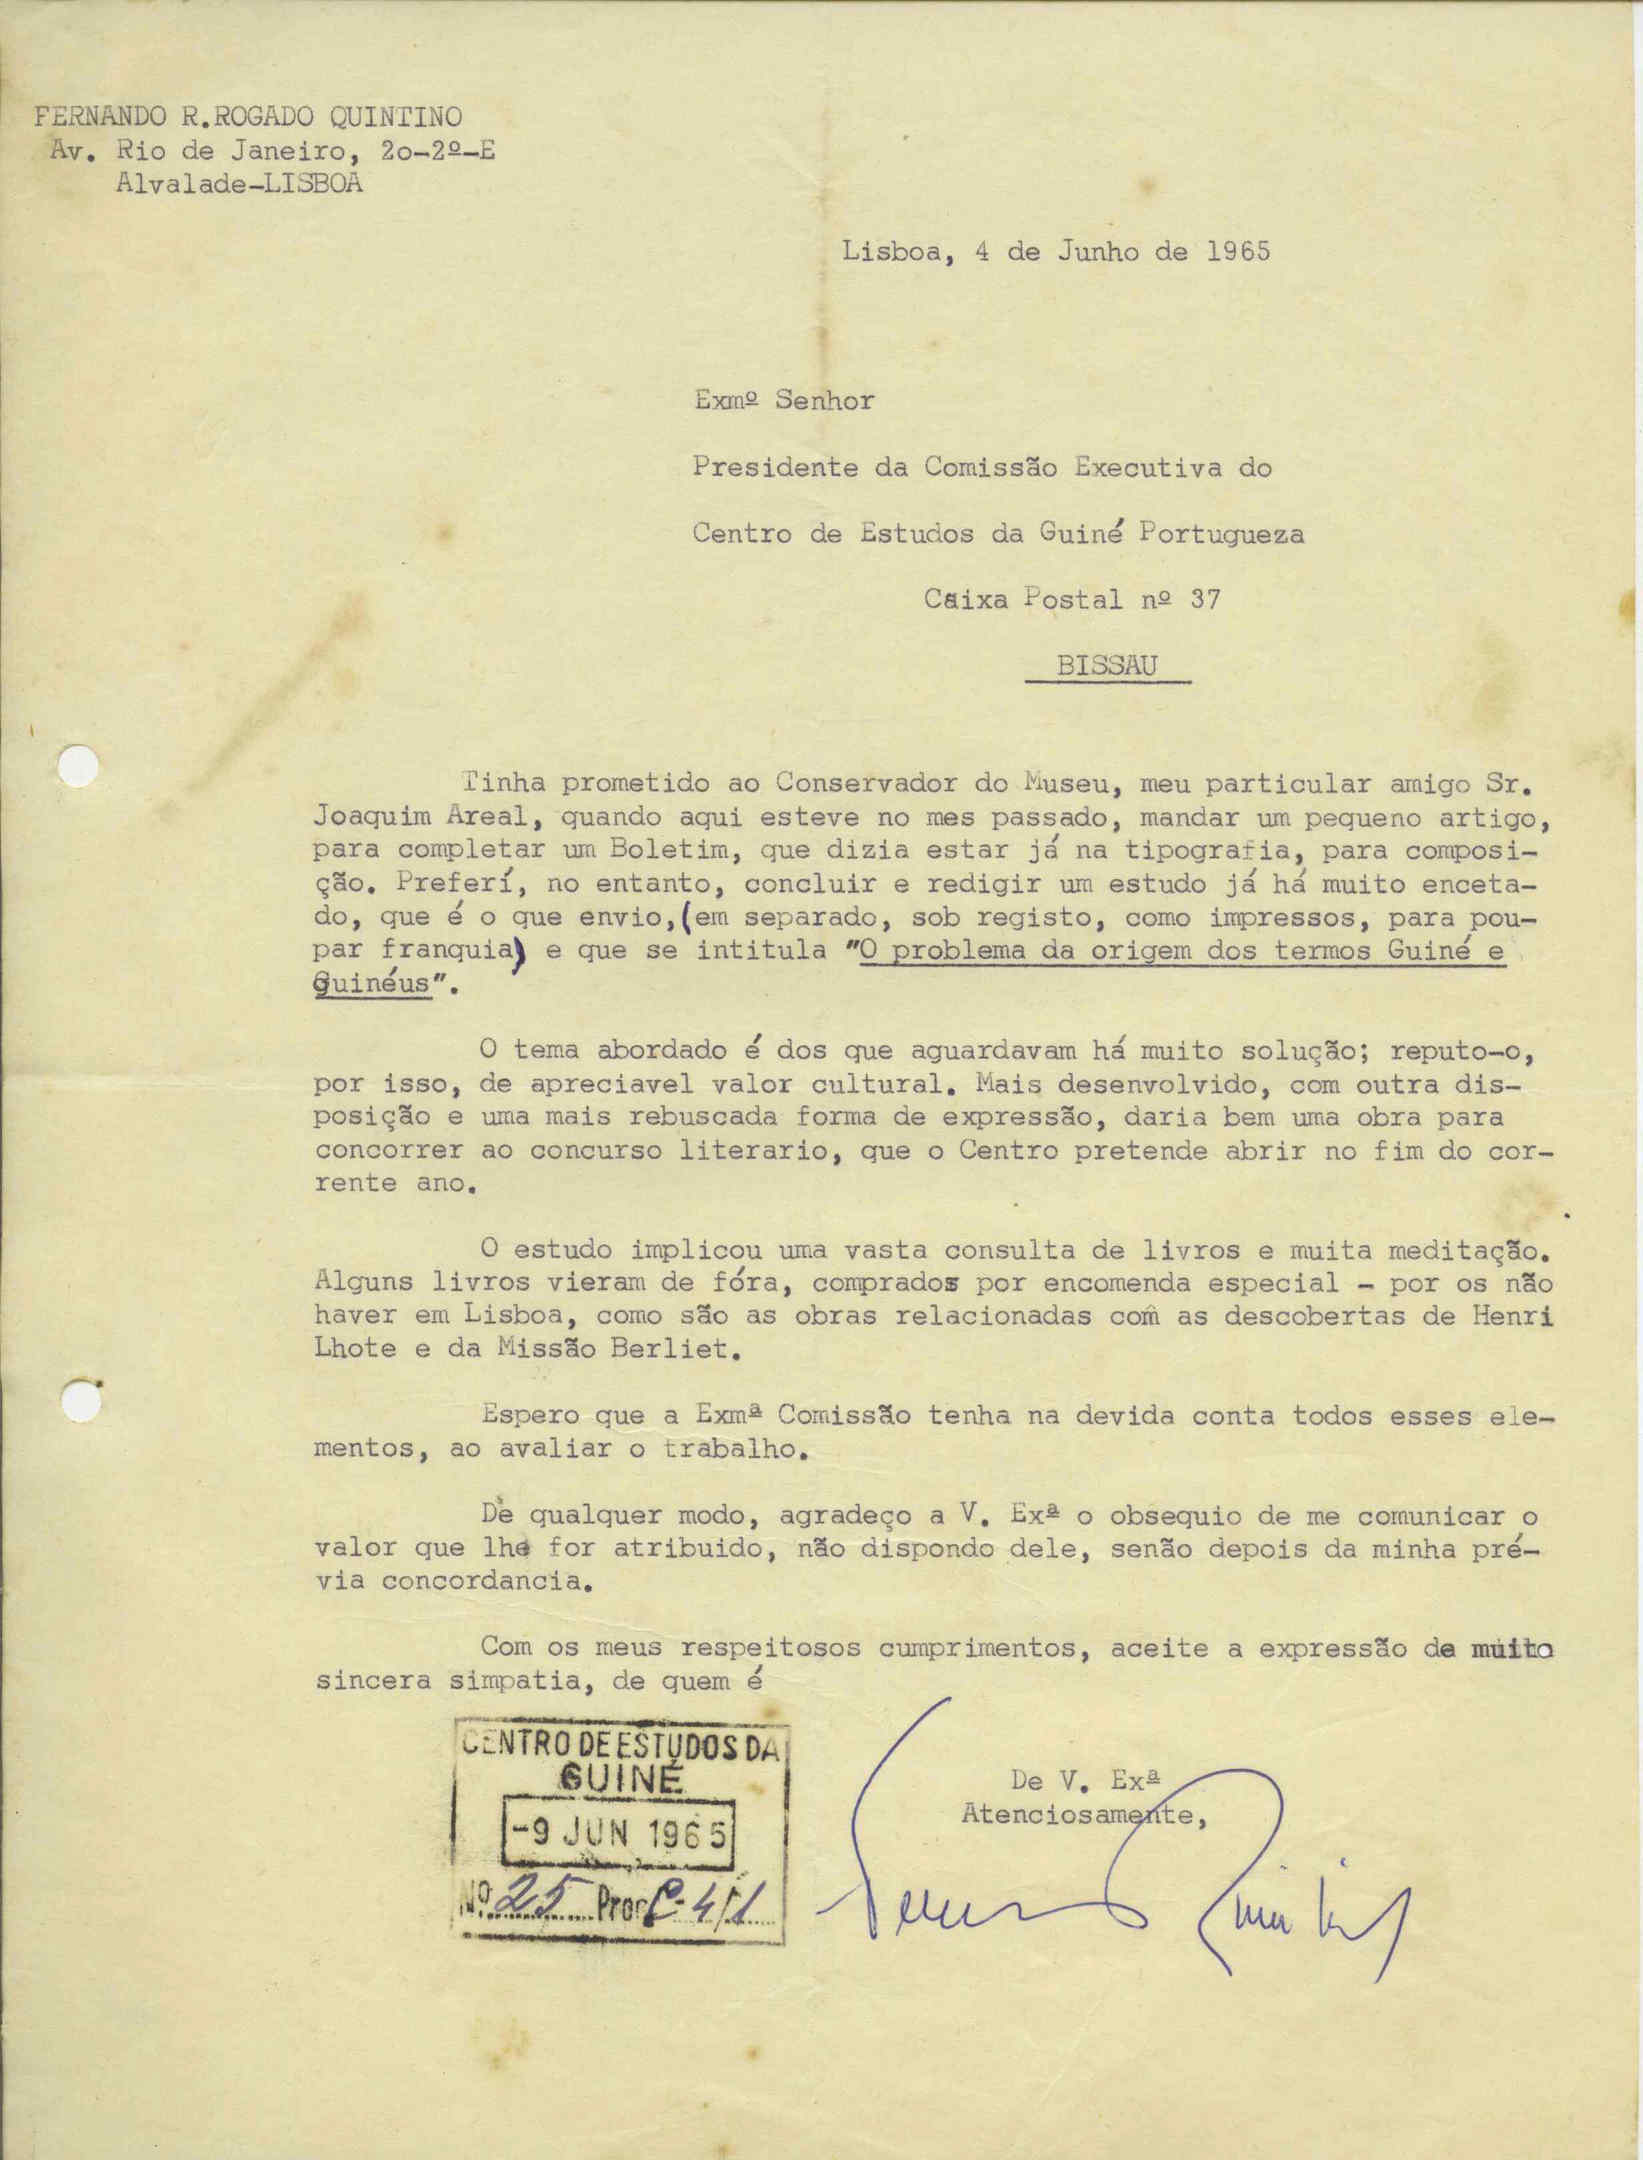 FERNANDO R.ROGADO QUINTINO
Av. Rio de Janeiro, 2o-2º-E
Alvalade-LISBOA
Lisboa, 4 de Junho de 1965
Exmº Senhor
Presidente da Comissão Executiva do
Centro de Estudos da Guiné Portugueza
Caixa Postal nº 37
BISSAU
Tinha prometido ao Conservador do Museu, meu particular amigo Sr.
Joaquim Areal, quando aqui esteve no mes passado, mandar um pequeno artigo,
para completar um Boletim, que dizia estar já na tipografia, para composi-
ção. Preferí, no entanto, concluir e redigir um estudo já há muito enceta-
do, que é o que envio,(em separado, sob registo, como impressos, para pou-
par franquia) e que se intitula "O problema da origem dos termos Guiné e
Guinéus".
O tema abordado é dos que aguardavam há muito solução; reputo-o,
por isso, de apreciavel valor cultural. Mais desenvolvido, com outra dis-
posição e uma mais rebuscada forma de expressão, daria bem uma obra para
concorrer ao concurso literario, que o Centro pretende abrir no fim do cor-
rente ano.
O estudo implicou uma vasta consulta de livros e muita meditação.
Alguns livros vieram de fóra, comprados por encomenda especial - por os não
haver em Lisboa, como são as obras relacionadas com as descobertas de Henri
Lhote e da Missão Berliet.
Espero que a Exmª Comissão tenha na devida conta todos esses ele-
mentos, ao avaliar o trabalho.
De qualquer modo, agradeço a V. Exª o obsequio de me comunicar o
valor que lhe for atribuido, não dispondo dele, senão depois da minha pré-
via concordancia.
Com os meus respeitosos cumprimentos, aceite a expressão da muito
sincera simpatia, de quem é
De V. Exª
Atenciosamente,
CENTRO DE ESTUDOS DA
GUINÉ
-9 JUN 1965
Nº 25 Proc C-4/1